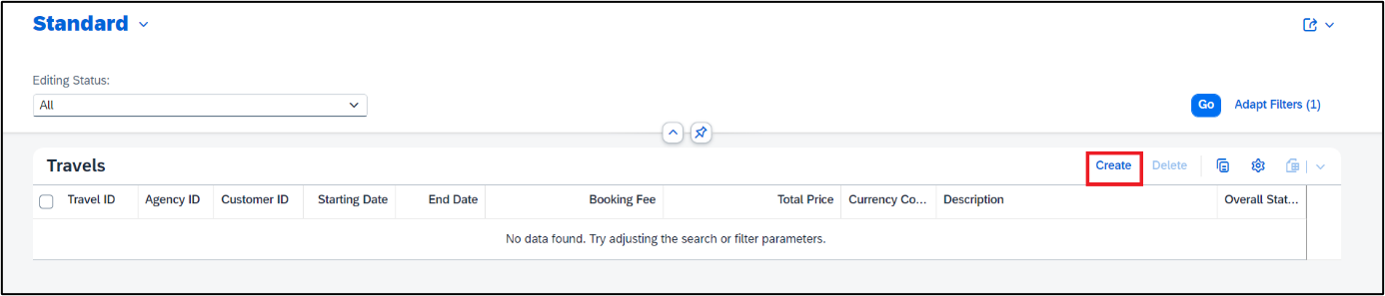 Standard
Editing Status:
All
Go Adapt Filters (1)
Travels Create Delete
Travel ID Agency ID Customer ID Starting Date End Date Booking Fee Total Price Currency Co... Description Overall Stat...
No data found. Try adjusting the search or filter parameters.